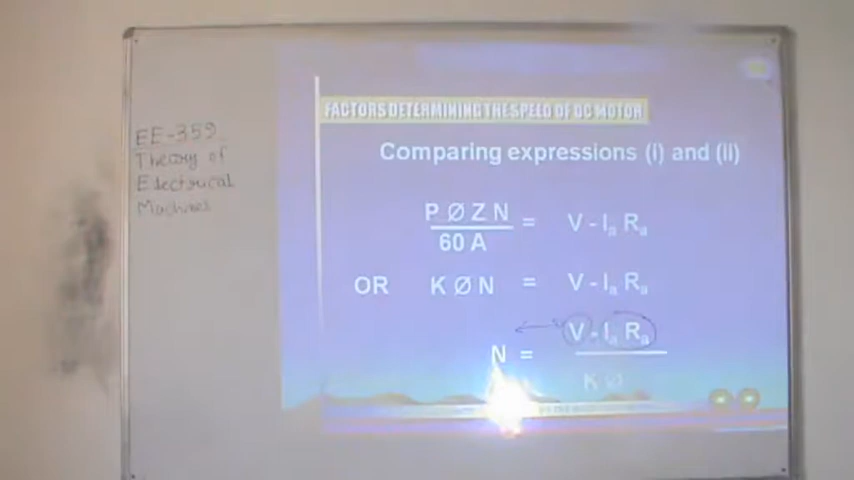 EE-359
Theory of
Electrical
Machines
FACTORS DETERMINING THE SPEED OF DC MOTOR
Comparing expressions (i) and (ii)
P Ø Z N / 60 A = V - Iₐ Rₐ
OR K Ø N = V - Iₐ Rₐ
N = V - Iₐ Rₐ / K Ø